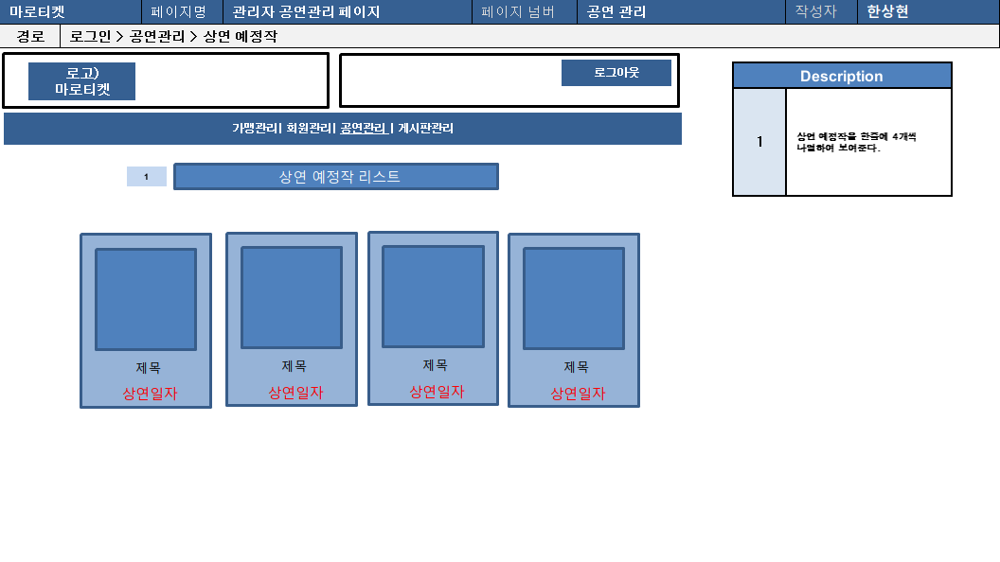 마로티켓 페이지명 관리자 공연관리 페이지 페이지 넘버 공연 관리 작성자 한상현
경로 로그인 > 공연관리 > 상연 예정작
로고)
마로티켓
로그아웃
가맹관리| 회원관리| 공연관리 | 게시판관리
1 상연 예정작 리스트
제목 제목 제목 제목
상연일자 상연일자 상연일자 상연일자
Description
1
상연 예정작을 한줄에 4개씩
나열하여 보여준다.